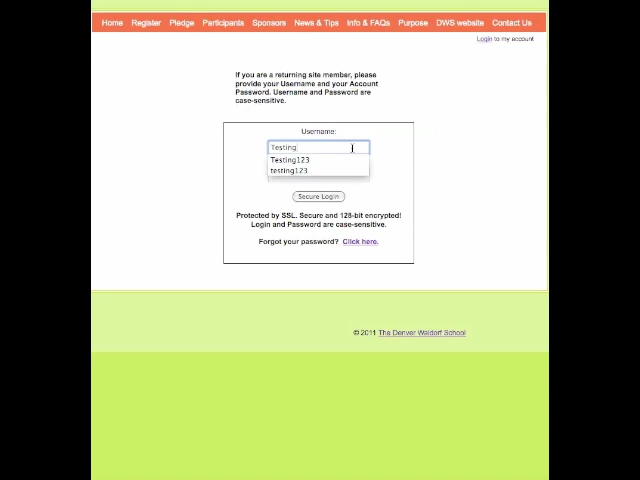 Home Register Pledge Participants Sponsors News & Tips Info & FAQs Purpose DWS website Contact Us
Login to my account
If you are a returning site member, please
provide your Username and your Account
Password. Username and Password are
case-sensitive.
Username:
Testing
Testing123
testing123
Secure Login
Protected by SSL. Secure and 128-bit encrypted!
Login and Password are case-sensitive.
Forgot your password? Click here.
© 2011 The Denver Waldorf School